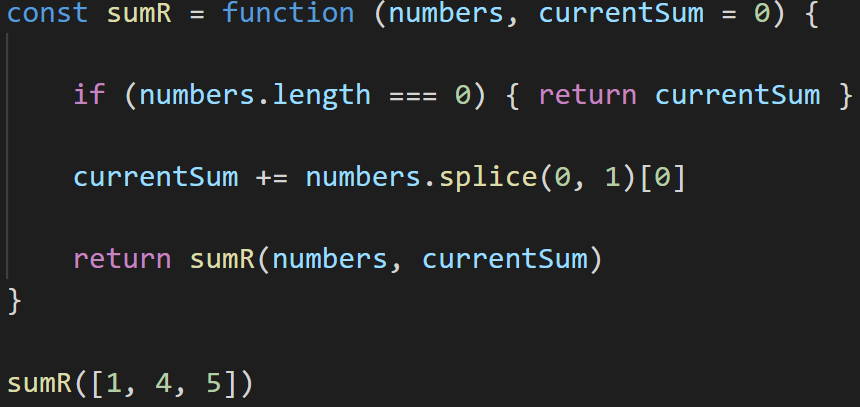 const sumR = function (numbers, currentSum = 0) {
    if (numbers.length === 0) { return currentSum }
    currentSum += numbers.splice(0, 1)[0]
    return sumR(numbers, currentSum)
}
sumR([1, 4, 5])